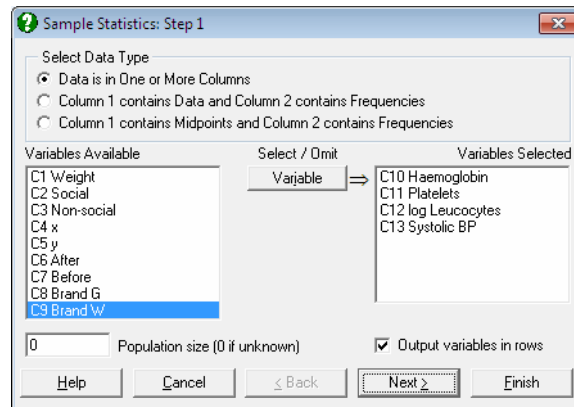 Sample Statistics: Step 1
Select Data Type
Data is in One or More Columns
Column 1 contains Data and Column 2 contains Frequencies
Column 1 contains Midpoints and Column 2 contains Frequencies
Variables Available
Select / Omit
Variables Selected
C1 Weight
C2 Social
C3 Non-social
C4 x
C5 y
C6 After
C7 Before
C8 Brand G
C9 Brand W
Variable
C10 Haemoglobin
C11 Platelets
C12 log Leucocytes
C13 Systolic BP
0
Population size (0 if unknown)
Output variables in rows
Help
Cancel
< Back
Next >
Finish